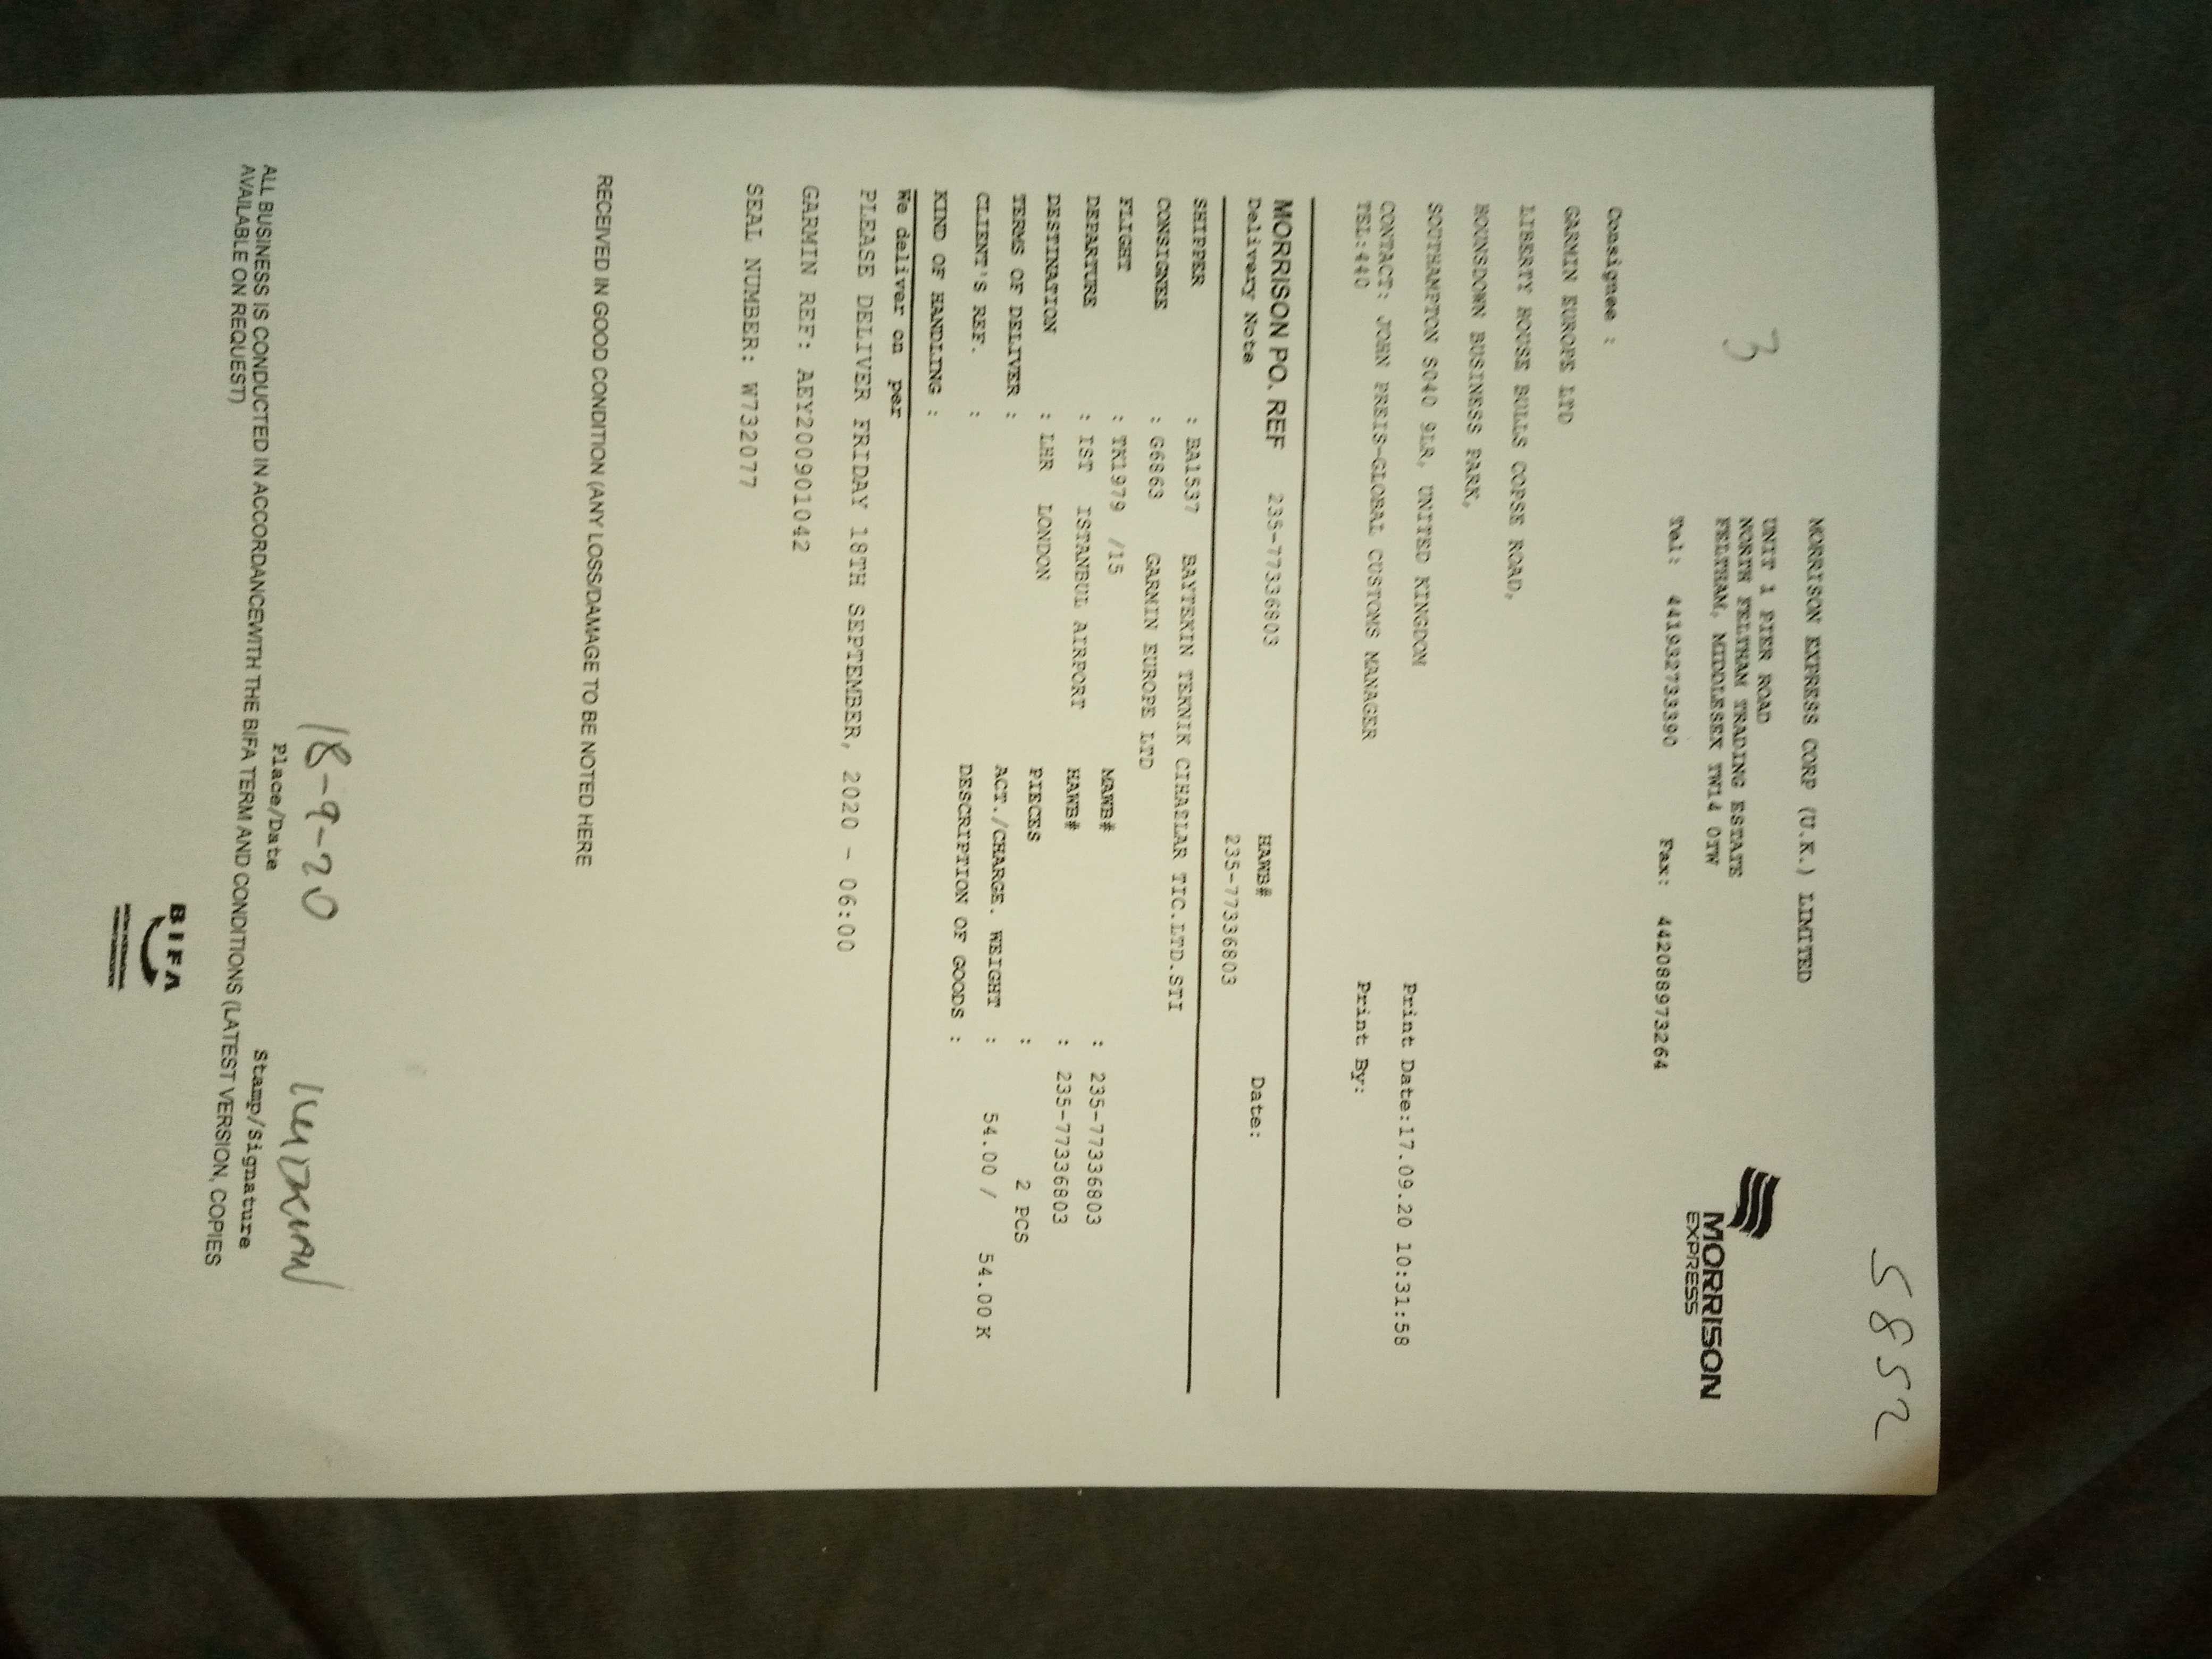 5852
MORRISON EXPRESS CORP (U.K.) LIMITED
UNIT 1 PIER ROAD
NORTH FELTHAM TRADING ESTATE
FELTHAM, MIDDLESEX TW14 0TW
Tel: 441932733390 Fax: 442088973264
MORRISON
EXPRESS
3
Consignee :
GARMIN EUROPE LTD
LIBERTY HOUSE BULLS COPSE ROAD,
HOUNSDOWN BUSINESS PARK,
SOUTHAMPTON SO40 9LR, UNITED KINGDOM
CONTACT: JOHN PREIS-GLOBAL CUSTOMS MANAGER
TEL:440
Print Date:17.09.20 10:31:58
Print By:
MORRISON PO. REF 235-77336803 HAWB# Date:
Delivery Note 235-77336803
SHIPPER : BA1537 BAYTEKIN TEKNIK CIHAZLAR TIC.LTD.STI
CONSIGNEE : G6863 GARMIN EUROPE LTD
FLIGHT : TK1979 /15 MAWB# : 235-77336803
DEPARTURE : IST ISTANBUL AIRPORT HAWB# : 235-77336803
DESTINATION : LHR LONDON PIECES : 2 PCS
TERMS OF DELIVER : ACT./CHARGE. WEIGHT : 54.00 / 54.00 K
CLIENT'S REF. : DESCRIPTION OF GOODS :
KIND OF HANDLING :
We deliver on per
PLEASE DELIVER FRIDAY 18TH SEPTEMBER, 2020 - 06:00
GARMIN REF: AEY200901042
SEAL NUMBER: W732077
RECEIVED IN GOOD CONDITION (ANY LOSS/DAMAGE TO BE NOTED HERE
18-9-20
Place/Date Stamp/Signature
ALL BUSINESS IS CONDUCTED IN ACCORDANCEWITH THE BIFA TERM AND CONDITIONS (LATEST VERSION, COPIES
AVAILABLE ON REQUEST)
BIFA